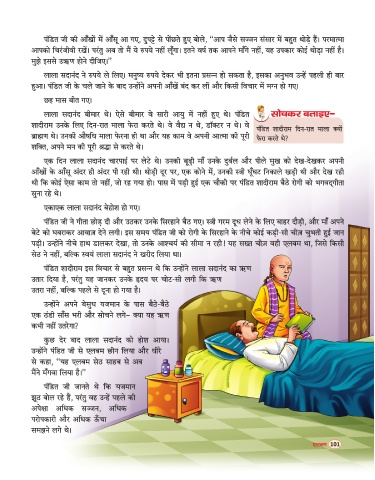 पंडित जी की आँखों में आँसू आ गए, दुपट्टे से पोंछते हुए बोले, “आप जैसे सज्जन संसार में बहुत थोड़े हैं। परमात्मा
आपको चिरंजीवी रखें। परंतु अब तो मैं ये रुपये नहीं लूँगा। इतने वर्ष तक आपने माँगे नहीं, यह उपकार कोई थोड़ा नहीं है।
मुझे इससे उऋण होने दीजिए।”
लाला सदानंद ने रुपये ले लिए। मनुष्य रुपये देकर भी इतना प्रसन्न हो सकता है, इसका अनुभव उन्हें पहली ही बार
हुआ। पंडित जी के चले जाने के बाद उन्होंने अपनी आँखें बंद कर लीं और किसी विचार में मग्न हो गए।
छह मास बीत गए।
लाला सदानंद बीमार थे। ऐसे बीमार वे सारी आयु में नहीं हुए थे। पंडित
शादीराम उनके लिए दिन-रात माला फेरा करते थे। वे वैद्य न थे, डॉक्टर न थे। वे
ब्राह्मण थे। उनकी औषधि माला फेरना ही था और यह काम वे अपनी आत्मा की पूरी
शक्ति, अपने मन की पूरी श्रद्धा से करते थे।
सोचकर बताइए–
पंडित शादीराम दिन-रात माला क्यों
फेरा करते थे?
एक दिन लाला सदानंद चारपाई पर लेटे थे। उनकी बूढ़ी माँ उनके दुर्बल और पीले मुख को देख-देखकर अपनी
आँखों के आँसू अंदर ही अंदर पी रही थी। थोड़ी दूर पर, एक कोने में, उनकी स्त्री घूँघट निकाले खड़ी थी और देख रही
थी कि कोई ऐसा काम तो नहीं, जो रह गया हो। पास में पड़ी हुई एक चौकी पर पंडित शादीराम बैठे रोगी को भगवद्गीता
सुना रहे थे।
एकाएक लाला सदानंद बेहोश हो गए।
पंडित जी ने गीता छोड़ दी और उठकर उनके सिरहाने बैठ गए। स्त्री गरम दूध लेने के लिए बाहर दौड़ी, और माँ अपने
बेटे को घबराकर आवाज़ देने लगी। इस समय पंडित जी को रोगी के सिरहाने के नीचे कोई कड़ी-सी चीज़ चुभती हुई जान
पड़ी। उन्होंने नीचे हाथ डालकर देखा, तो उनके आश्चर्य की सीमा न रही। यह सख्त चीज़ वही एलबम था, जिसे किसी
सेठ ने नहीं, बल्कि स्वयं लाला सदानंद ने खरीद लिया था।
पंडित शादीराम इस विचार से बहुत प्रसन्न थे कि उन्होंने लाला सदानंद का ऋण
उतार दिया है, परंतु यह जानकर उनके हृदय पर चोट-सी लगी कि ऋण
उतरा नहीं, बल्कि पहले से दूना हो गया है।
उन्होंने अपने बेसुध यजमान के पास बैठे-बैठे
एक ठंडी साँस भरी और सोचने लगे– क्या यह ऋण
कभी नहीं उतरेगा?
कुछ देर बाद लाला सदानंद को होश आया।
उन्होंने पंडित जी से एलबम छीन लिया और धीरे
से कहा, “यह एलबम सेठ साहब से अब
मैंने मँगवा लिया है।”
पंडित जी जानते थे कि यजमान
झूठ बोल रहे हैं, परंतु वह उन्हें पहले की
अपेक्षा अधिक सज्जन, अधिक
परोपकारी और अधिक ऊँचा
समझने लगे थे।
एलबम 101